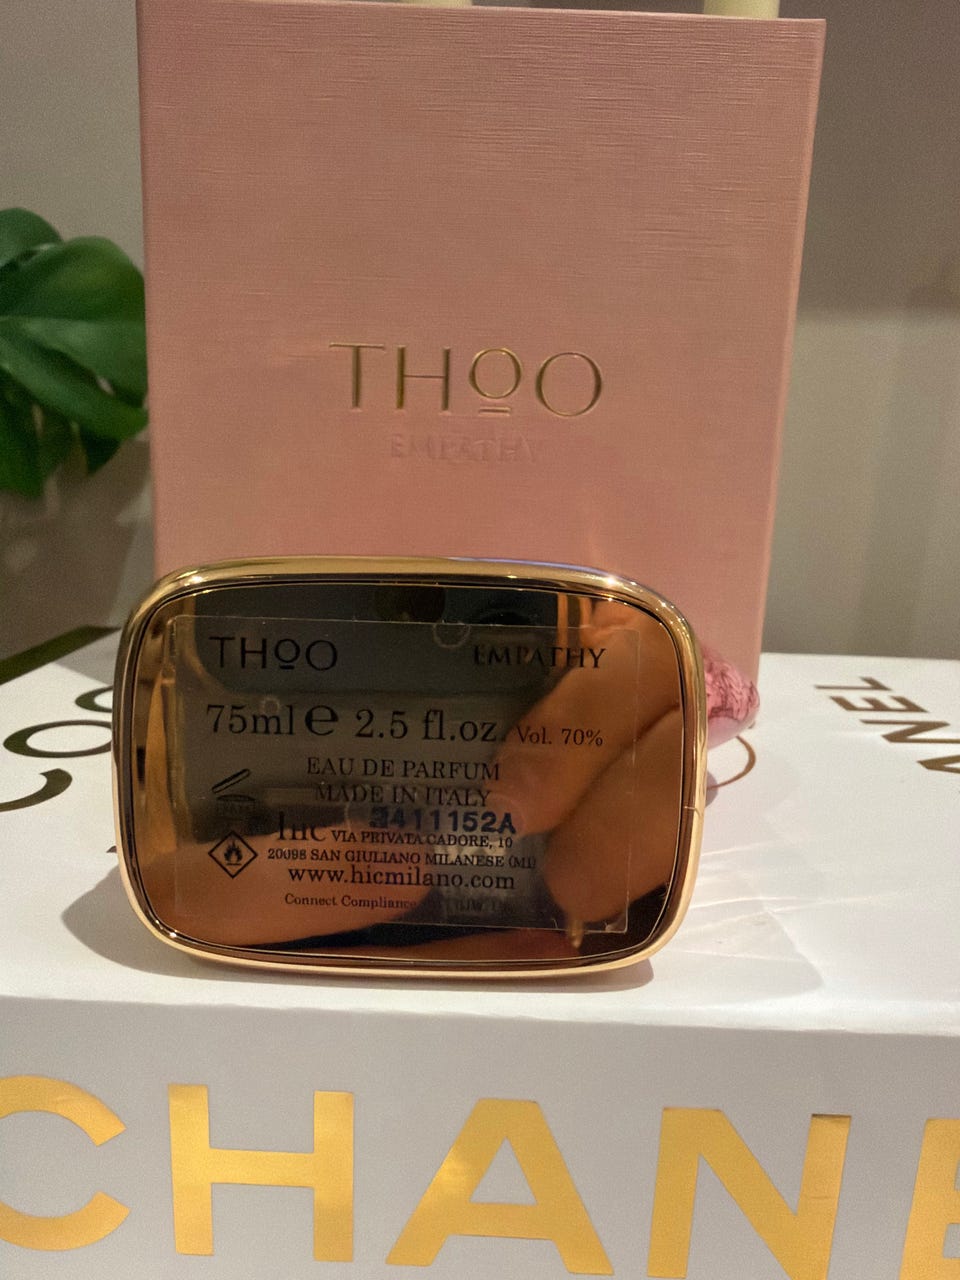 THOO
EMPATHY
THOO EMPATHY
75ml e 2.5 fl.oz. Vol. 70%
EAU DE PARFUM
MADE IN ITALY
3411152A
HIC VIA PRIVATA CADORE, 10
20098 SAN GIULIANO MILANESE (MI)
www.hicmilano.com
Connect Compliance
CHANE